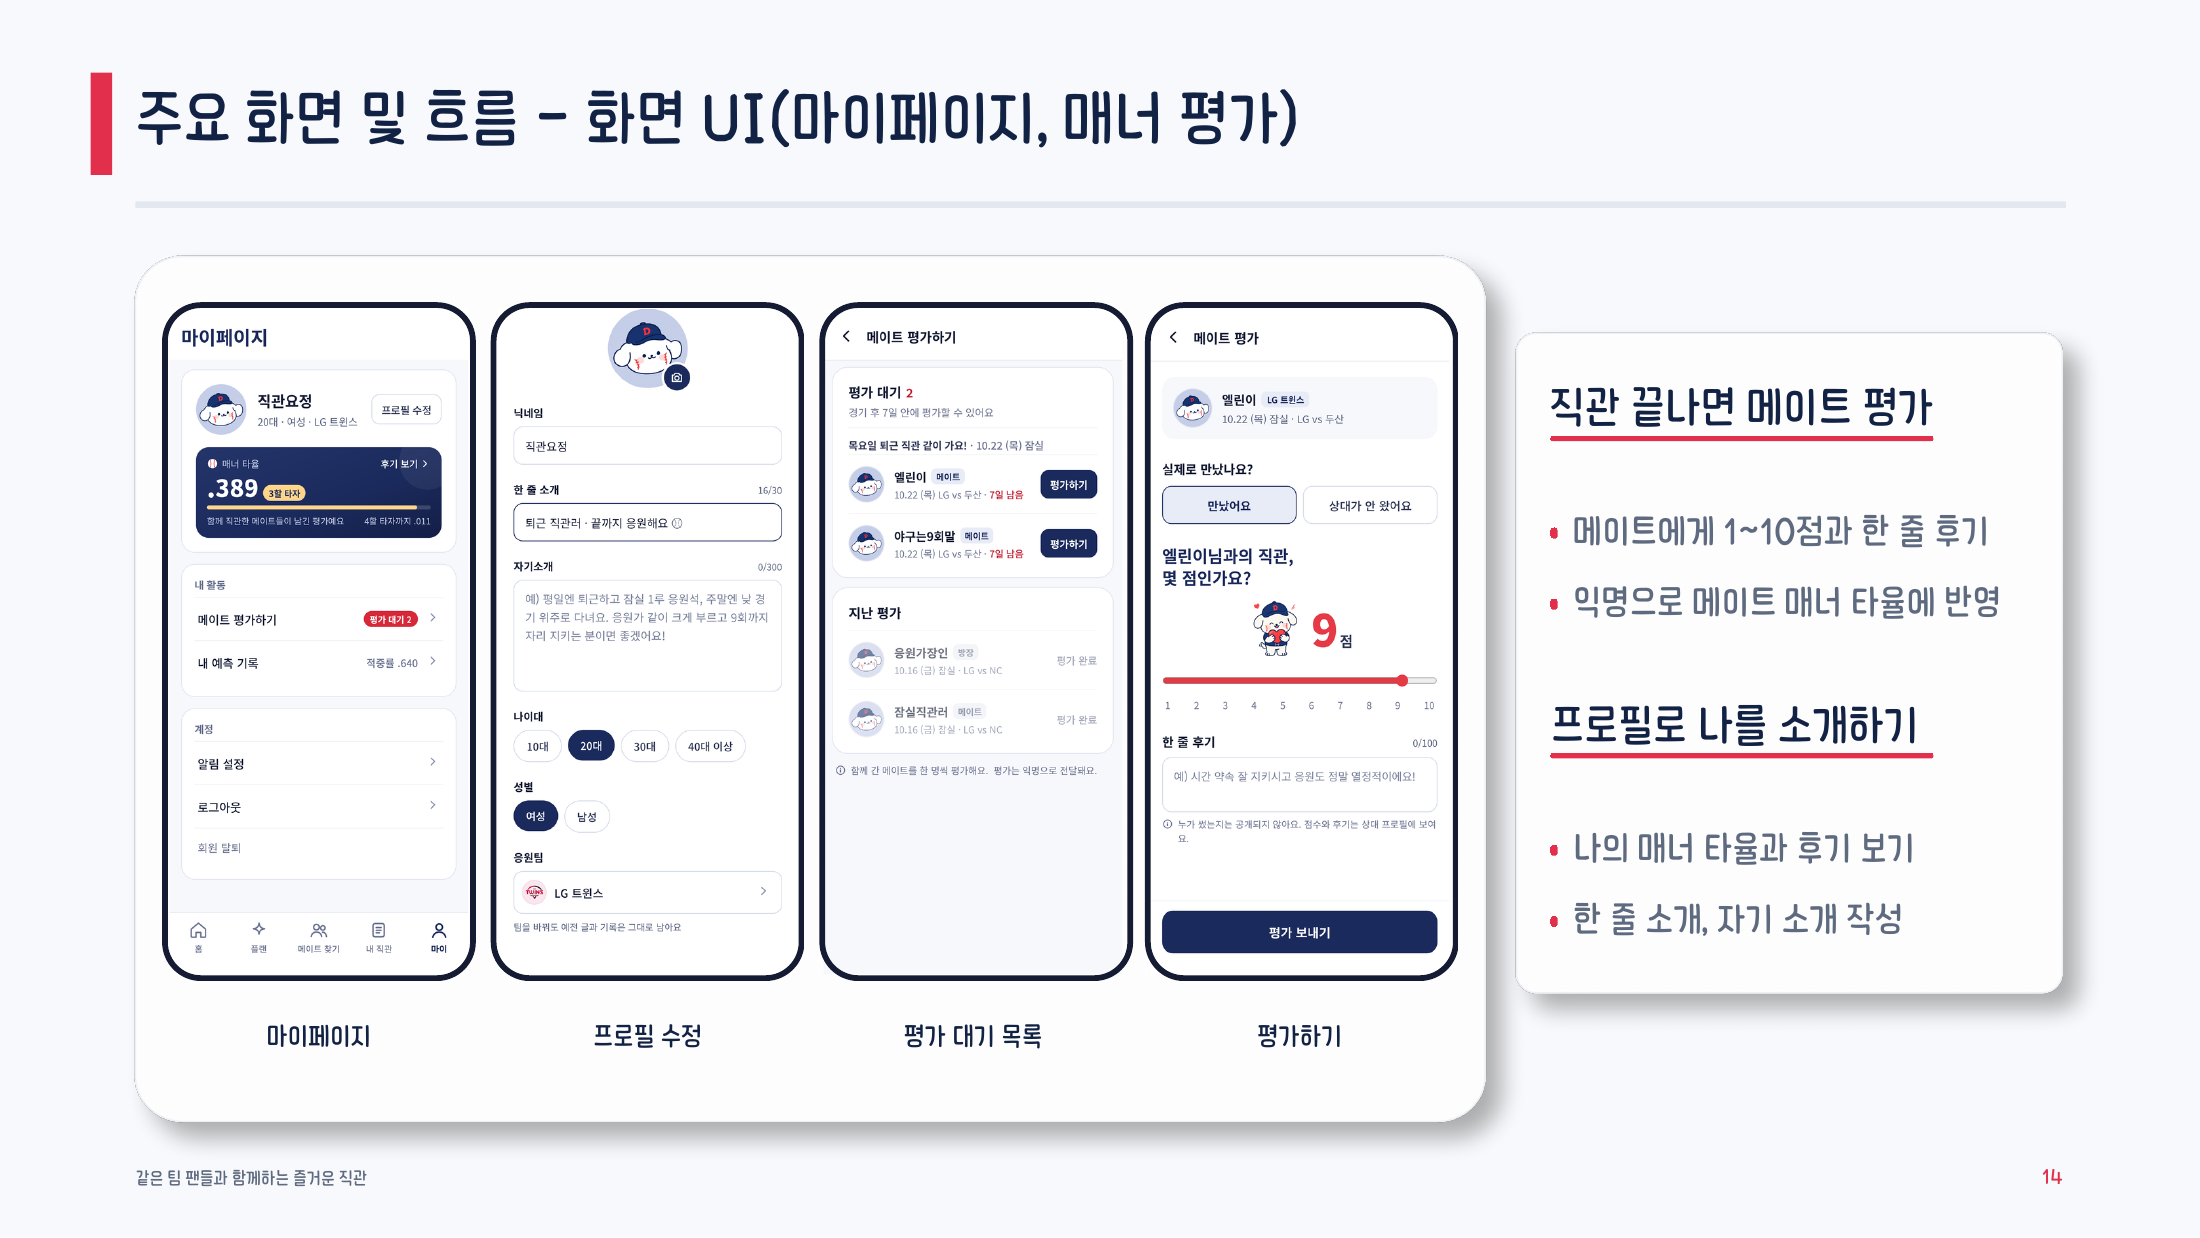 주요 화면 및 흐름 - 화면 UI(마이페이지, 매너 평가)
마이페이지
직관요정
20대 · 여성 · LG 트윈스
프로필 수정
매너 타율
후기 보기 >
.389 3할 타자
함께 직관한 메이트들이 남긴 평가예요
4할 타자까지 .011
내 활동
메이트 평가하기
평가 대기 2
내 예측 기록
적중률 .640
계정
알림 설정
로그아웃
회원 탈퇴
홈
플랜
메이트 찾기
내 직관
마이
마이페이지
D
닉네임
직관요정
한 줄 소개
16/30
퇴근 직관러 · 끝까지 응원해요
자기소개
0/300
예) 평일엔 퇴근하고 잠실 1루 응원석, 주말엔 낮 경
기 위주로 다녀요. 응원가 같이 크게 부르고 9회까지
자리 지키는 분이면 좋겠어요!
나이대
10대
20대
30대
40대 이상
성별
여성
남성
응원팀
TWINS
LG 트윈스
팀을 바꿔도 예전 글과 기록은 그대로 남아요
프로필 수정
메이트 평가하기
평가 대기 2
경기 후 7일 안에 평가할 수 있어요
목요일 퇴근 직관 같이 가요! · 10.22 (목) 잠실
엘린이 메이트
10.22 (목) LG vs 두산 · 7일 남음
평가하기
야구는9회말 메이트
10.22 (목) LG vs 두산 · 7일 남음
평가하기
지난 평가
응원가장인 방장
10.16 (금) 잠실 · LG vs NC
평가 완료
잠실직관러 메이트
10.16 (금) 잠실 · LG vs NC
평가 완료
함께 간 메이트를 한 명씩 평가해요. 평가는 익명으로 전달돼요.
평가 대기 목록
메이트 평가
엘린이 LG 트윈스
10.22 (목) 잠실 · LG vs 두산
실제로 만났나요?
만났어요
상대가 안 왔어요
엘린이님과의 직관,
몇 점인가요?
9점
1 2 3 4 5 6 7 8 9 10
한 줄 후기
0/100
예) 시간 약속 잘 지키시고 응원도 정말 열정적이에요!
누가 썼는지는 공개되지 않아요. 점수와 후기는 상대 프로필에 보여
요.
평가 보내기
평가하기
직관 끝나면 메이트 평가
• 메이트에게 1~10점과 한 줄 후기
• 익명으로 메이트 매너 타율에 반영
프로필로 나를 소개하기
• 나의 매너 타율과 후기 보기
• 한 줄 소개, 자기 소개 작성
같은 팀 팬들과 함께하는 즐거운 직관
14